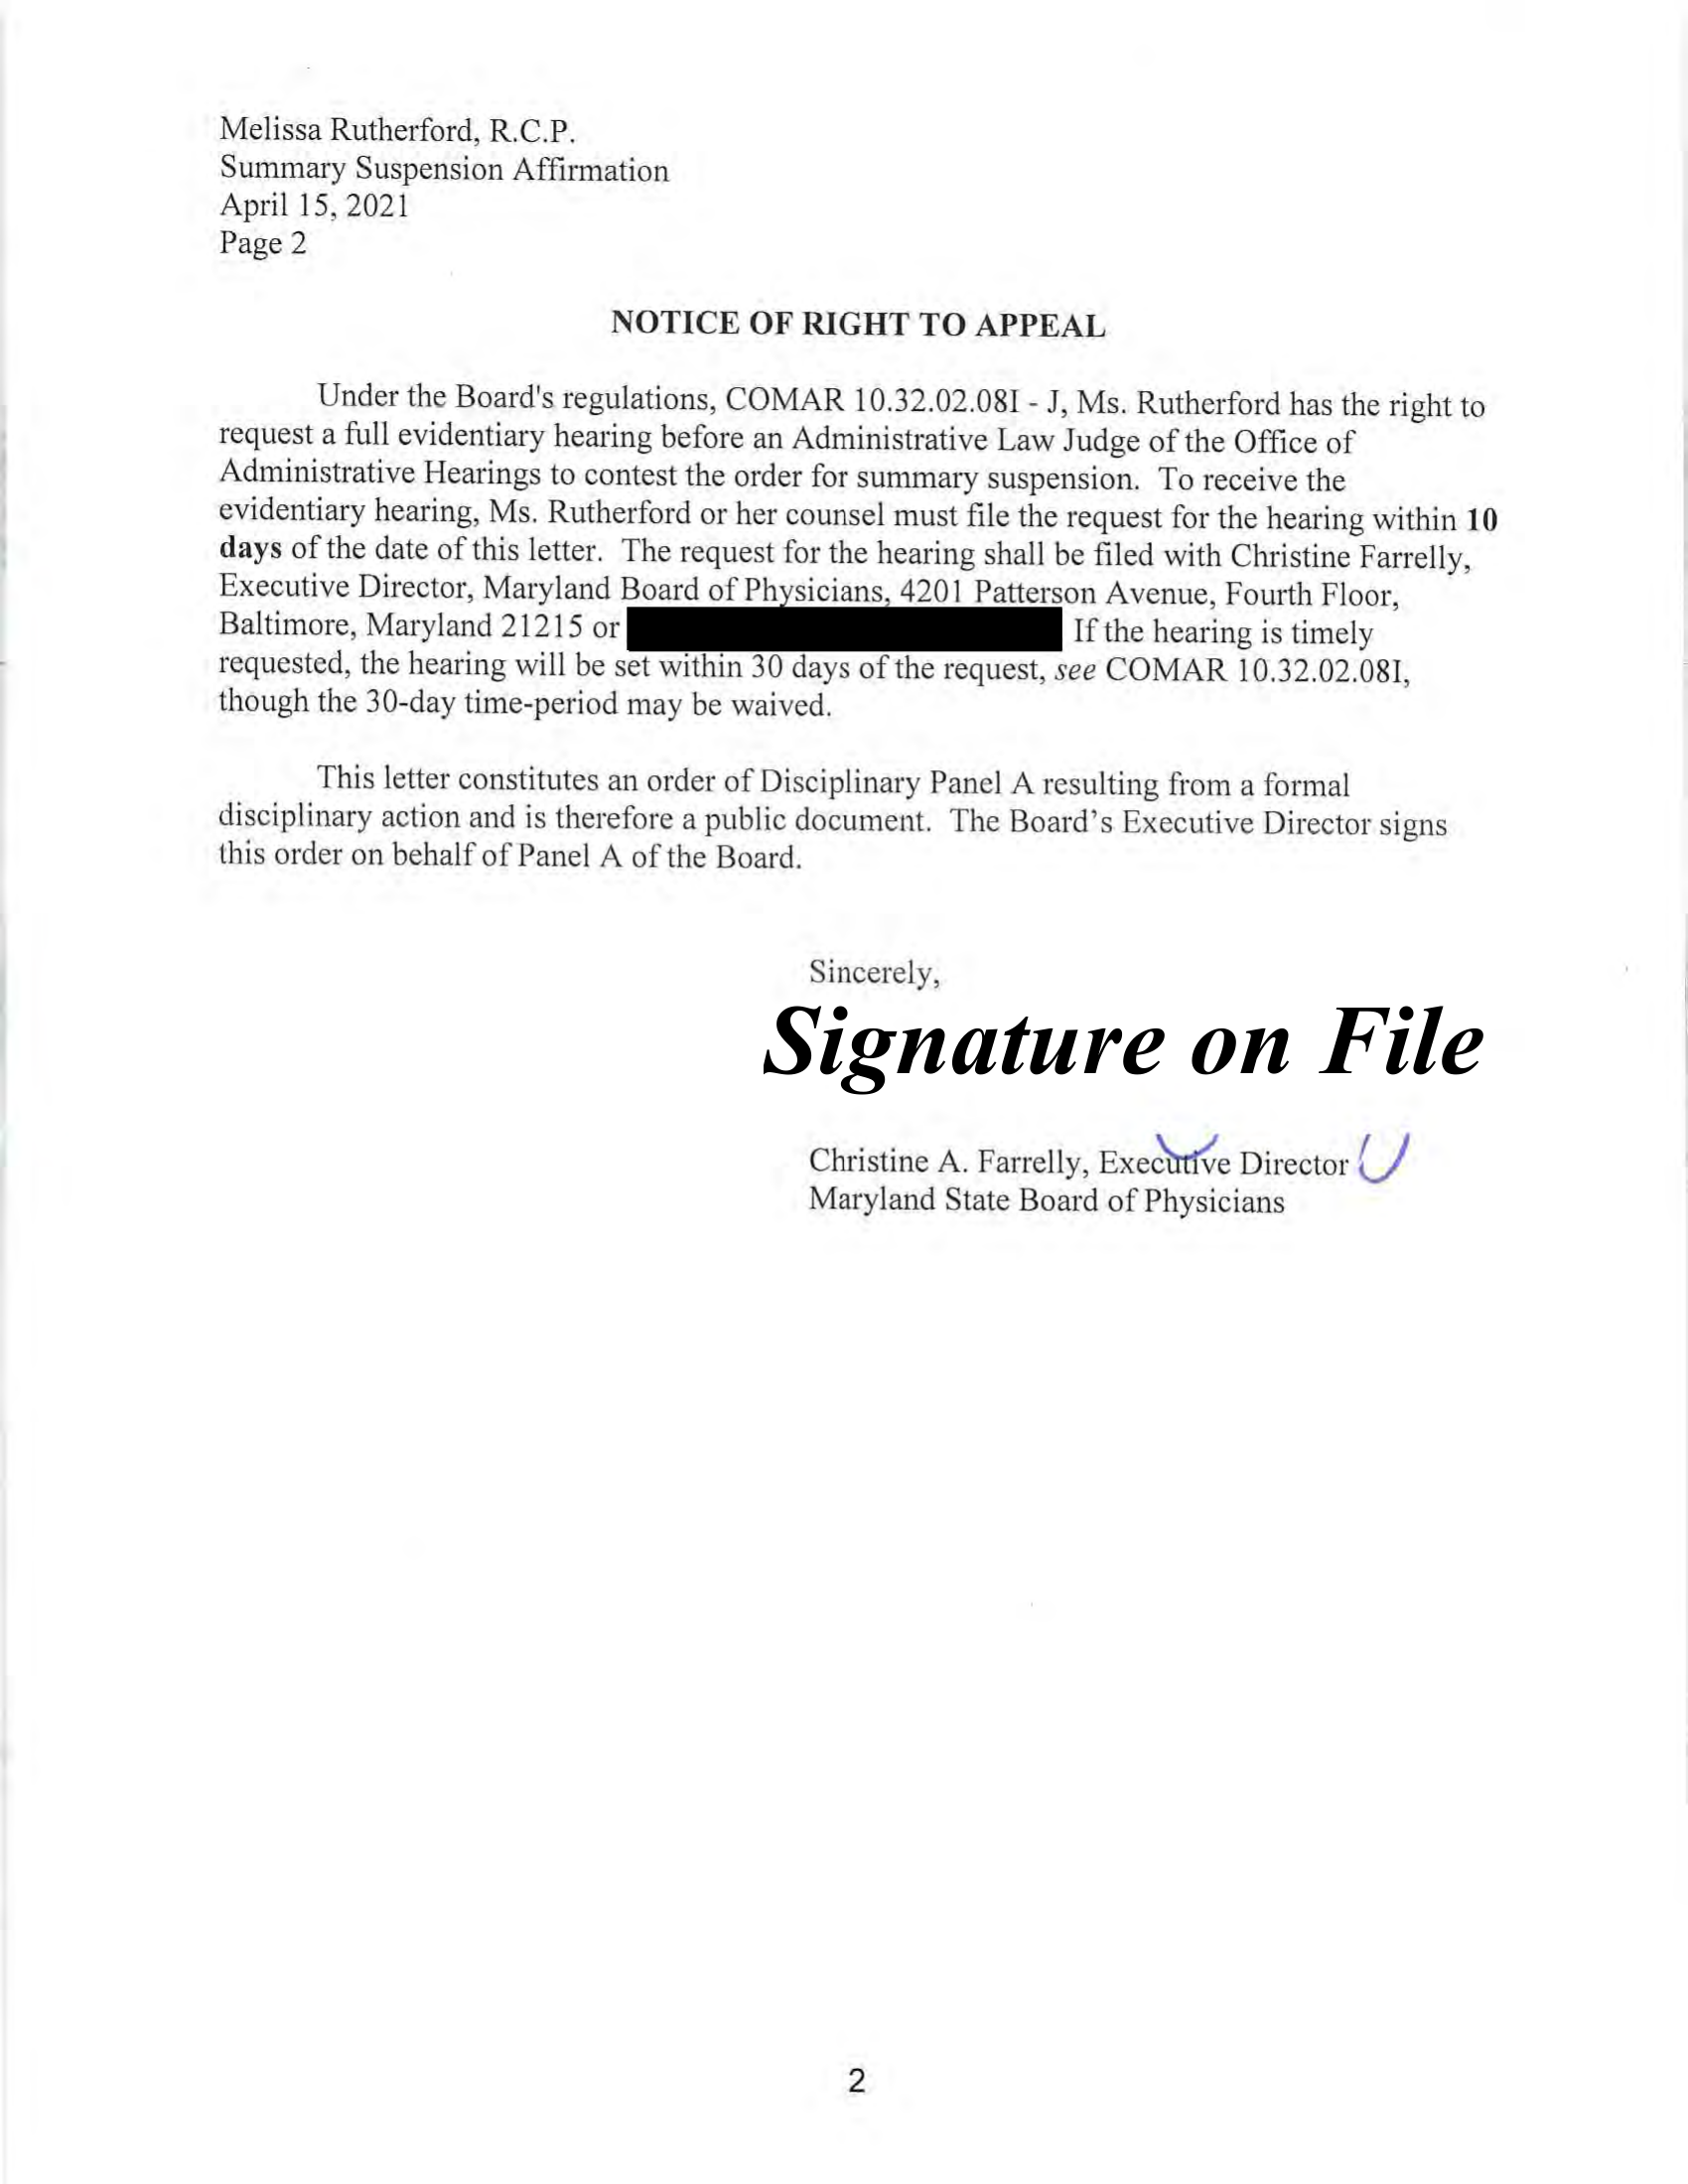 Melissa Rutherford, R.C.P.
Summary Suspension Affirmation
April 15, 2021
Page 2
NOTICE OF RIGHT TO APPEAL
Under the Board's regulations, COMAR 10.32.02.08I - J, Ms. Rutherford has the right to
request a full evidentiary hearing before an Administrative Law Judge of the Office of
Administrative Hearings to contest the order for summary suspension. To receive the
evidentiary hearing, Ms. Rutherford or her counsel must file the request for the hearing within 10
days of the date of this letter. The request for the hearing shall be filed with Christine Farrelly,
Executive Director, Maryland Board of Physicians, 4201 Patterson Avenue, Fourth Floor,
Baltimore, Maryland 21215 or If the hearing is timely
requested, the hearing will be set within 30 days of the request, see COMAR 10.32.02.08I,
though the 30-day time-period may be waived.
This letter constitutes an order of Disciplinary Panel A resulting from a formal
disciplinary action and is therefore a public document. The Board’s Executive Director signs
this order on behalf of Panel A of the Board.
Sincerely,
Signature on File
Christine A. Farrelly, Executive Director
Maryland State Board of Physicians
2